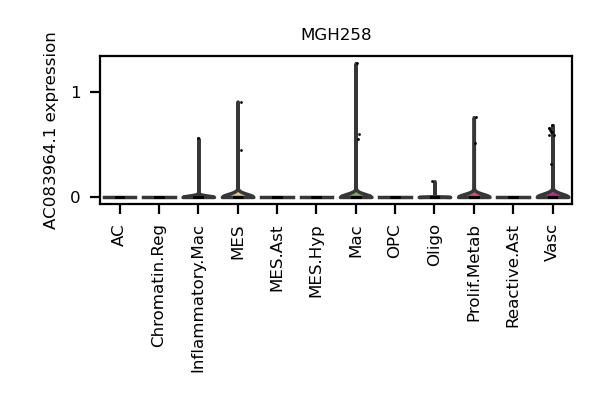 MGH258
AC083964.1 expression
1
0
AC
Chromatin.Reg
Inflammatory.Mac
MES
MES.Ast
MES.Hyp
Mac
OPC
Oligo
Prolif.Metab
Reactive.Ast
Vasc